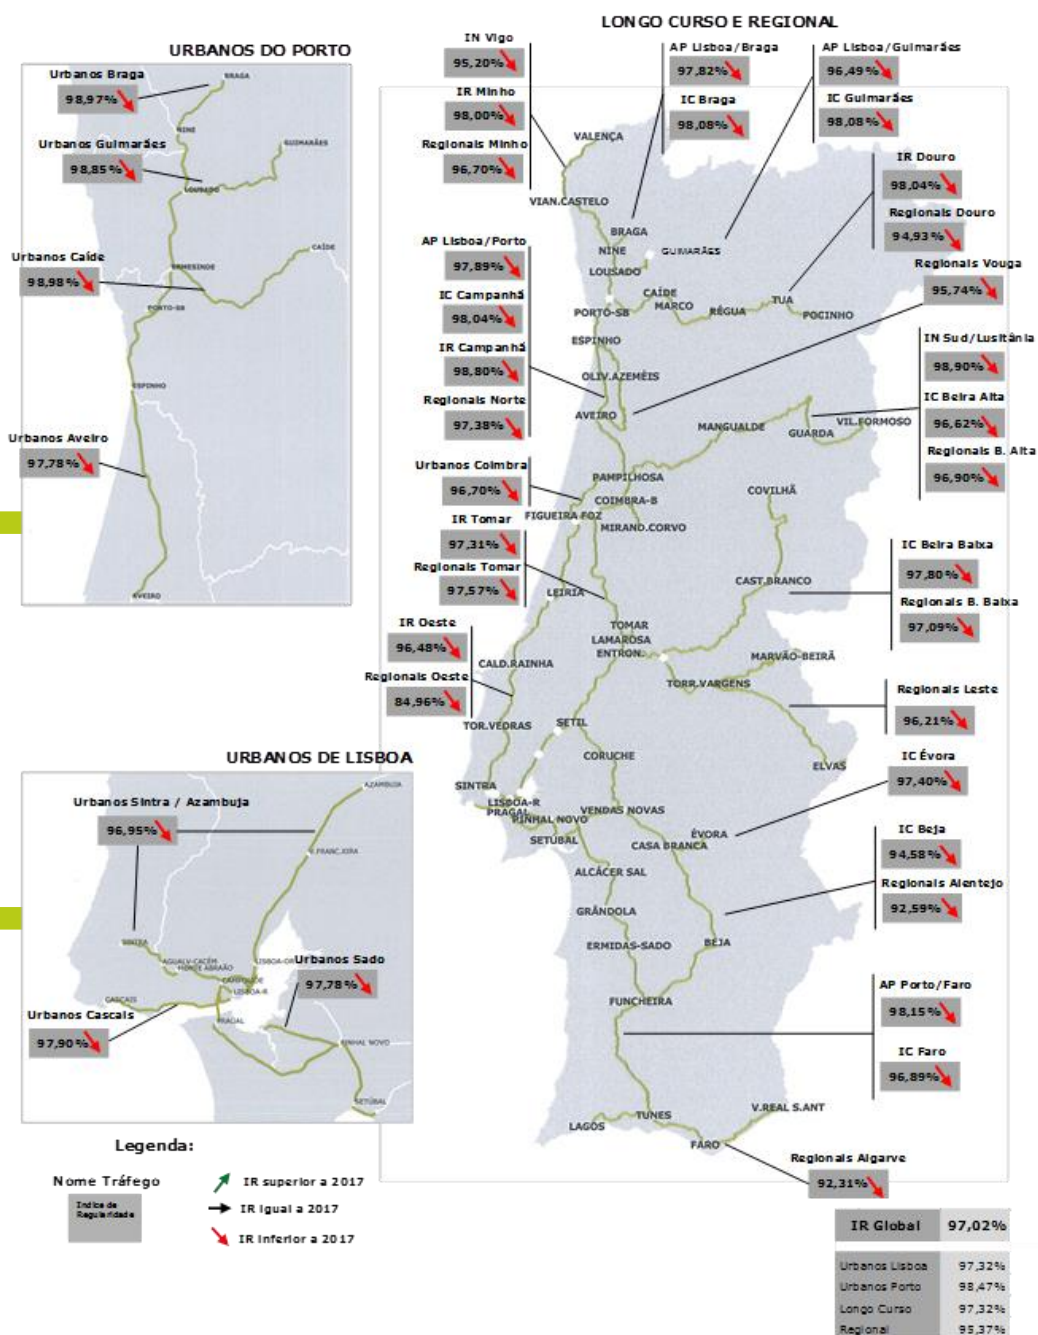 LONGO CURSO E REGIONAL
URBANOS DO PORTO
Urbanos Braga
98,97%
BRAGA
NINE
Urbanos Guimarães
98,85%
GUIMARÃES
LOUSADO
Urbanos Caíde
98,98%
CAÍDE
ERMESINDE
PORTO-SB
ESPINHO
Urbanos Aveiro
97,78%
AVEIRO
IN Vigo
95,20%
IR Minho
98,00%
Regionais Minho
96,70%
AP Lisboa/Braga
97,82%
IC Braga
98,08%
AP Lisboa/Guimarães
96,49%
IC Guimarães
98,08%
IR Douro
98,04%
Regionais Douro
94,93%
Regionais Vouga
95,74%
AP Lisboa/Porto
97,89%
IC Campanhã
98,04%
IR Campanhã
98,80%
Regionais Norte
97,38%
IN Sud/Lusitânia
98,90%
IC Beira Alta
96,62%
Regionais B. Alta
96,90%
Urbanos Coimbra
96,70%
IR Tomar
97,31%
Regionais Tomar
97,57%
IC Beira Baixa
97,80%
Regionais B. Baixa
97,09%
IR Oeste
96,48%
Regionais Oeste
84,96%
Regionais Leste
96,21%
IC Évora
97,40%
IC Beja
94,58%
Regionais Alentejo
92,59%
AP Porto/Faro
98,15%
IC Faro
96,89%
Regionais Algarve
92,31%
VALENÇA
VIAN.CASTELO
BRAGA
NINE
GUIMARÃES
LOUSADO
CAÍDE
MARCO
TUA
PORTO-SB
RÉGUA
POCINHO
ESPINHO
OLIV.AZEMÉIS
AVEIRO
MANGUALDE
VIL.FORMOSO
GUARDA
PAMPILHOSA
COVILHÃ
COIMBRA-B
FIGUEIRA FOZ
MIRAND.CORVO
CAST.BRANCO
LEIRIA
TOMAR
LAMAROSA
ENTRON.
MARVÃO-BEIRÃ
CALD.RAINHA
TORR.VARGENS
TOR.VEDRAS
SETIL
CORUCHE
ELVAS
SINTRA
LISBOA-R
PRAGAL
PINHAL NOVO
VENDAS NOVAS
SETÚBAL
ÉVORA
CASA BRANCA
ALCÁCER SAL
GRÂNDOLA
ERMIDAS-SADO
BEJA
FUNCHEIRA
V.REAL S.ANT
LAGOS
TUNES
FARO
URBANOS DE LISBOA
AZAMBUJA
Urbanos Sintra / Azambuja
96,95%
V.FRANC.XIRA
SINTRA
AGUALV-CACÉM
MONTE ABRAÃO
LISBOA-OR
Urbanos Sado
97,78%
CAMPOLIDE
LISBOA-R
CASCAIS
Urbanos Cascais
97,90%
PRAGAL
PINHAL NOVO
SETÚBAL
Legenda:
Nome Tráfego
Indice de
Regularidade
IR superior a 2017
IR igual a 2017
IR inferior a 2017
IR Global 97,02%
Urbanos Lisboa 97,32%
Urbanos Porto 98,47%
Longo Curso 97,32%
Regional 95,37%